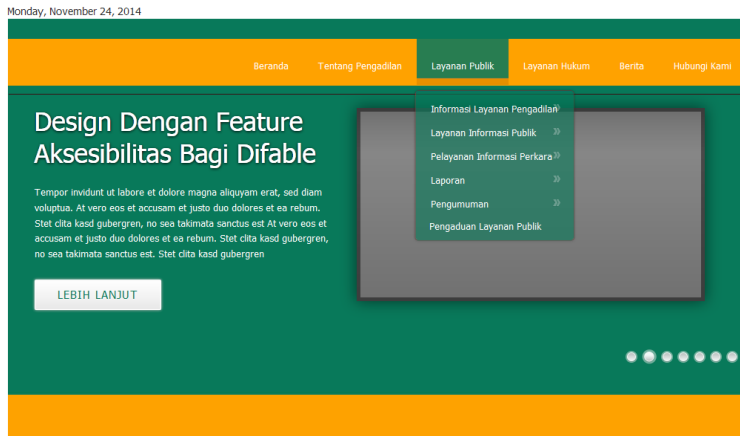 Monday, November 24, 2014
Beranda Tentang Pengadilan Layanan Publik Layanan Hukum Berita Hubungi Kami
Informasi Layanan Pengadilan
Layanan Informasi Publik
Pelayanan Informasi Perkara
Laporan
Pengumuman
Pengaduan Layanan Publik
Design Dengan Feature
Aksesibilitas Bagi Difable
Tempor invidunt ut labore et dolore magna aliquyam erat, sed diam
voluptua. At vero eos et accusam et justo duo dolores et ea rebum.
Stet clita kasd gubergren, no sea takimata sanctus est At vero eos et
accusam et justo duo dolores et ea rebum. Stet clita kasd gubergren,
no sea takimata sanctus est. Stet clita kasd gubergren
LEBIH LANJUT